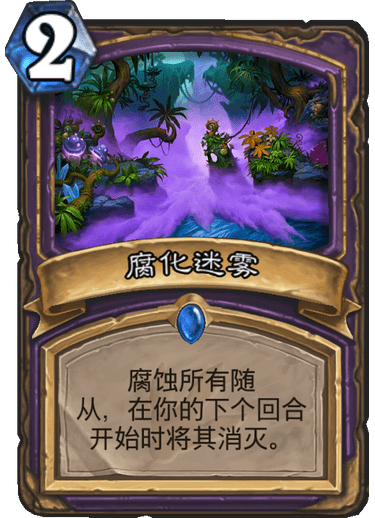 2
腐化迷雾
腐蚀所有随
从，在你的下个回合
开始时将其消灭。